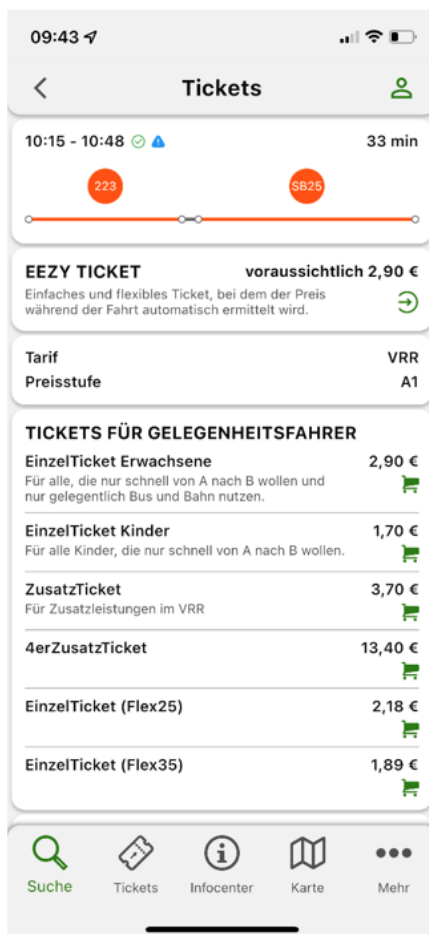 09:43
Tickets
10:15 - 10:48 33 min
223 SB25
EEZY TICKET voraussichtlich 2,90 €
Einfaches und flexibles Ticket, bei dem der Preis
während der Fahrt automatisch ermittelt wird.
Tarif VRR
Preisstufe A1
TICKETS FÜR GELEGENHEITSFAHRER
EinzelTicket Erwachsene 2,90 €
Für alle, die nur schnell von A nach B wollen und
nur gelegentlich Bus und Bahn nutzen.
EinzelTicket Kinder 1,70 €
Für alle Kinder, die nur schnell von A nach B wollen.
ZusatzTicket 3,70 €
Für Zusatzleistungen im VRR
4erZusatzTicket 13,40 €
EinzelTicket (Flex25) 2,18 €
EinzelTicket (Flex35) 1,89 €
Suche Tickets Infocenter Karte Mehr